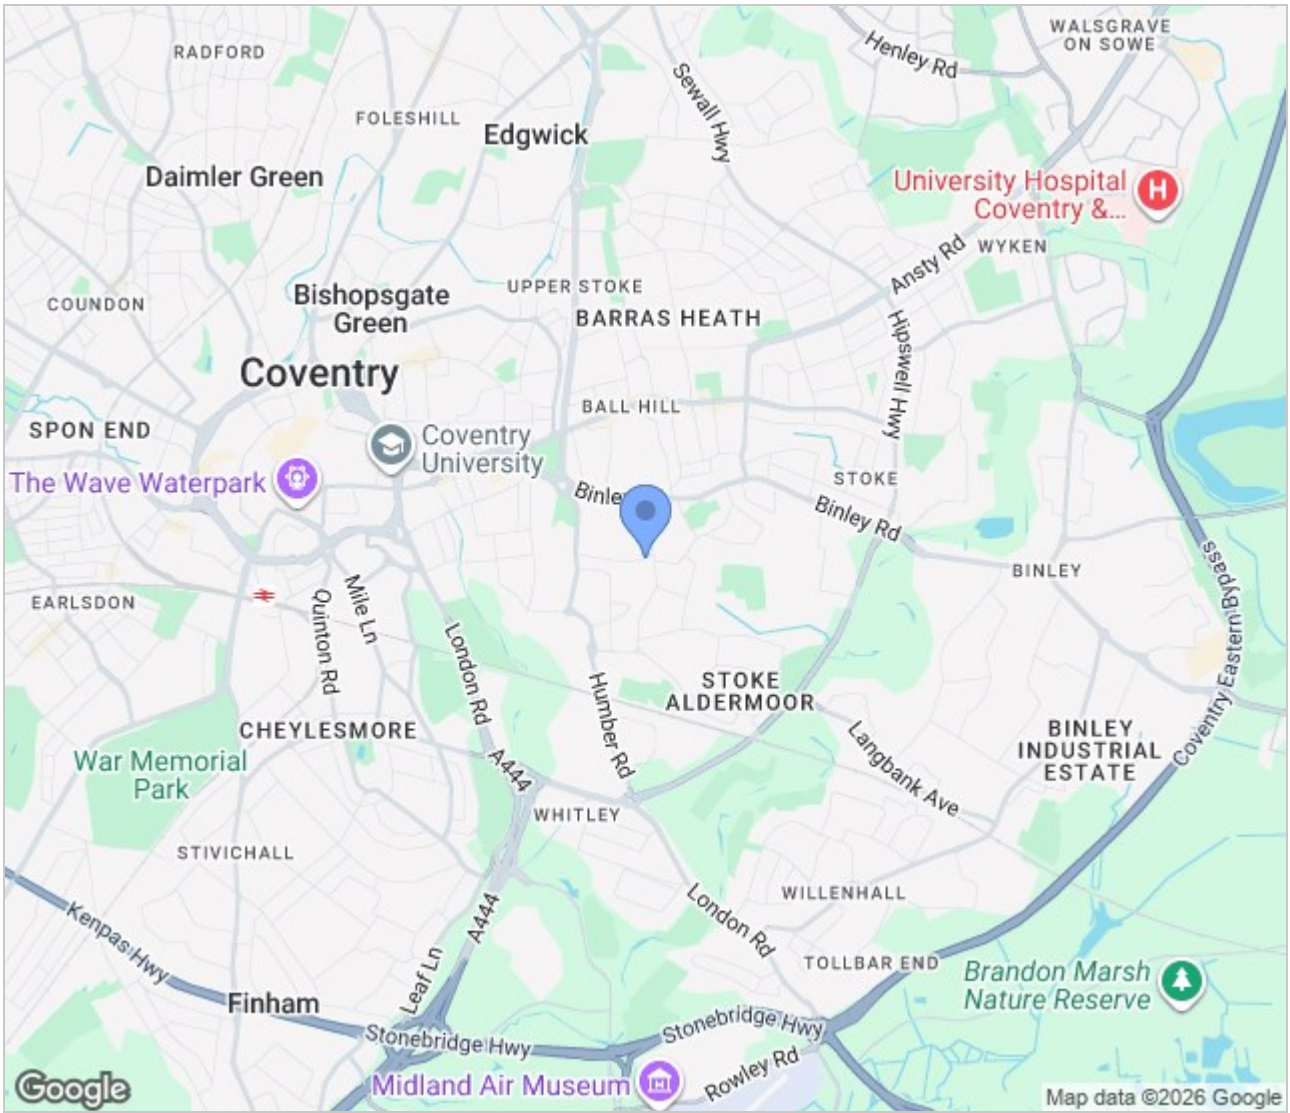 WALSGRAVE
ON SOWE
RADFORD
Henley Rd
Sewall Hwy
FOLESHILL
Edgwick
Daimler Green
University Hospital
Coventry &...
WYKEN
Ansty Rd
UPPER STOKE
Bishopsgate
Green
COUNDON
BARRAS HEATH
Hipswell Hwy
Coventry
BALL HILL
SPON END
Coventry
University
The Wave Waterpark
STOKE
Binle
Binley Rd
BINLEY
Coventry Eastern Bypass
EARLSDON
Mile Ln
Quinton Rd
London Rd
STOKE
ALDERMOOR
Humber Rd
CHEYLESMORE
BINLEY
INDUSTRIAL
ESTATE
Langbank Ave
War Memorial
Park
A444
WHITLEY
STIVICHALL
WILLENHALL
London Rd
A444
Kenpas Hwy
TOLLBAR END
Brandon Marsh
Nature Reserve
Leaf Ln
Finham
Stonebridge Hwy
Stonebridge Hwy
Rowley Rd
Midland Air Museum
Google
Map data ©2026 Google